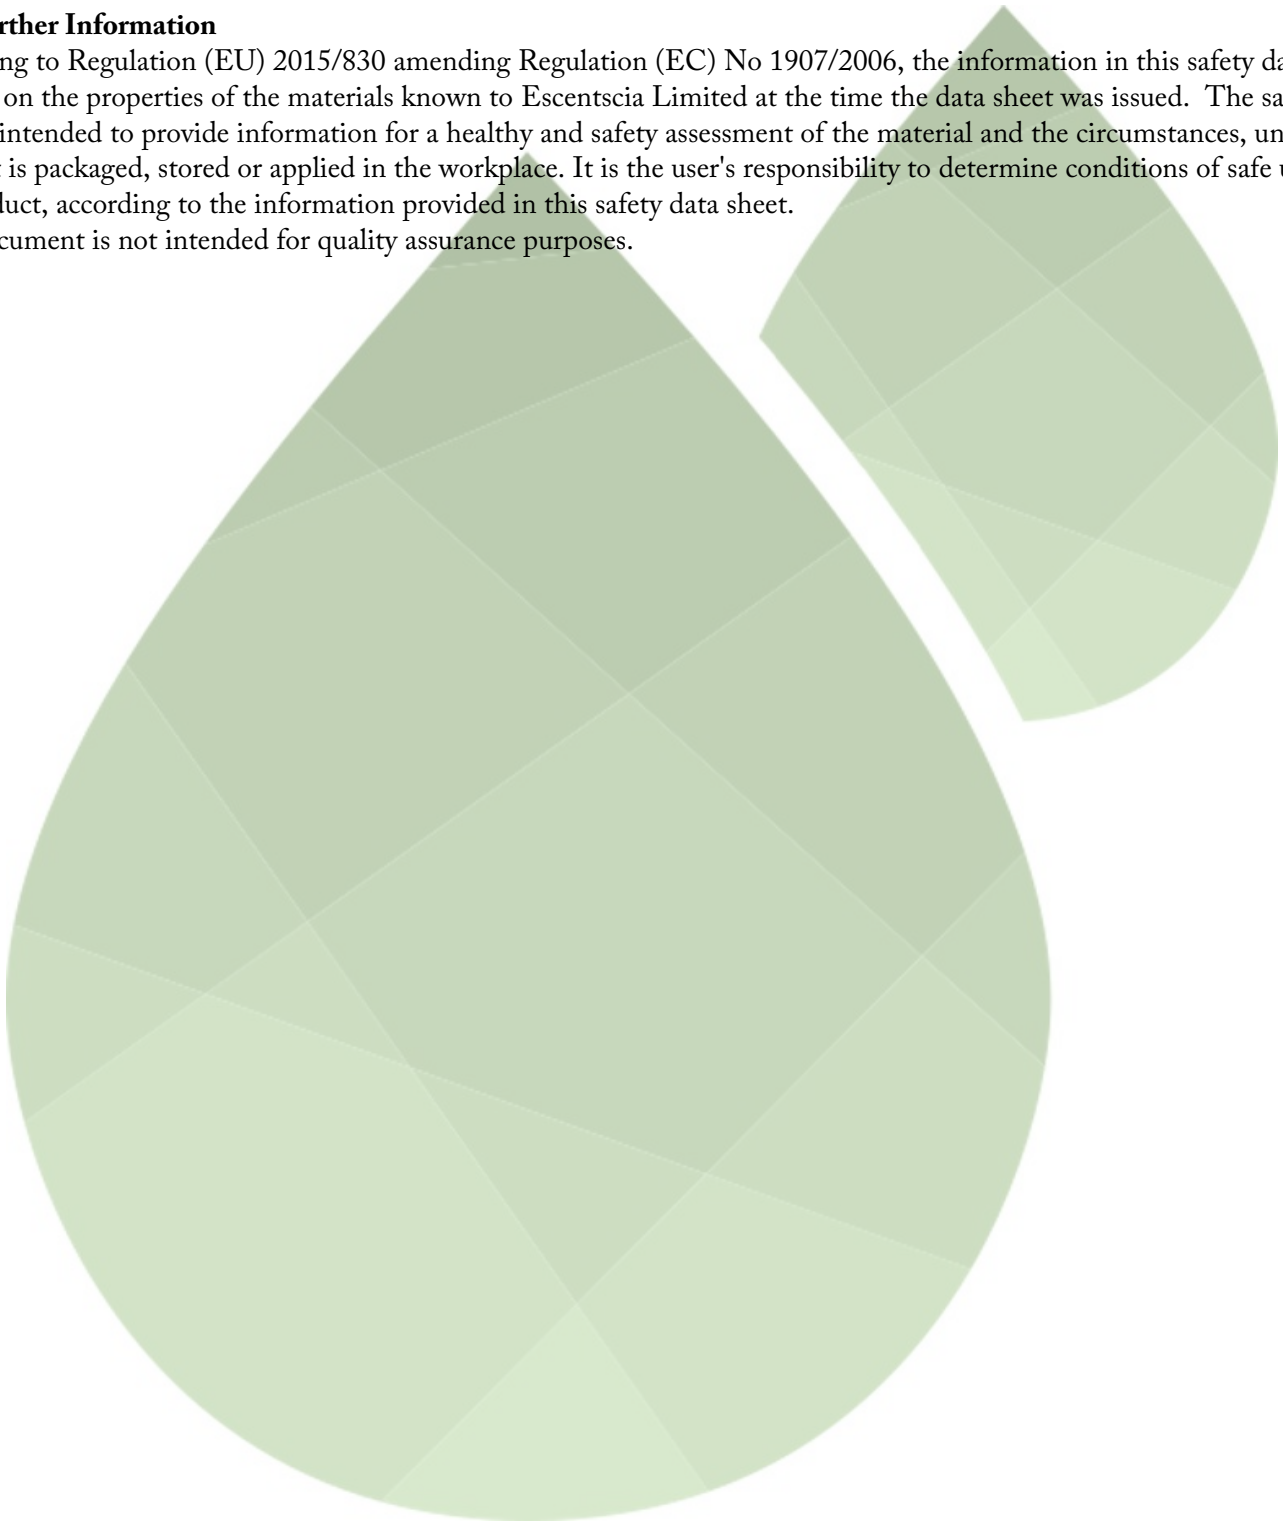 rther Information
ng to Regulation (EU) 2015/830 amending Regulation (EC) No 1907/2006, the information in this safety da
on the properties of the materials known to Escentscia Limited at the time the data sheet was issued.  The sa
intended to provide information for a healthy and safety assessment of the material and the circumstances, un
t is packaged, stored or applied in the workplace. It is the user's responsibility to determine conditions of safe u
duct, according to the information provided in this safety data sheet.
cument is not intended for quality assurance purposes.